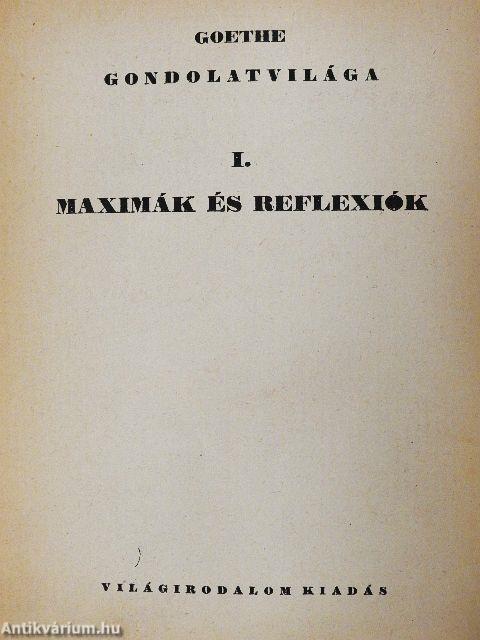 GOETHE
GONDOLATVILÁGA
I.
MAXIMÁK ÉS REFLEXIÓK
VILÁGIRODALOM KIADÁS
Antikvárium.hu